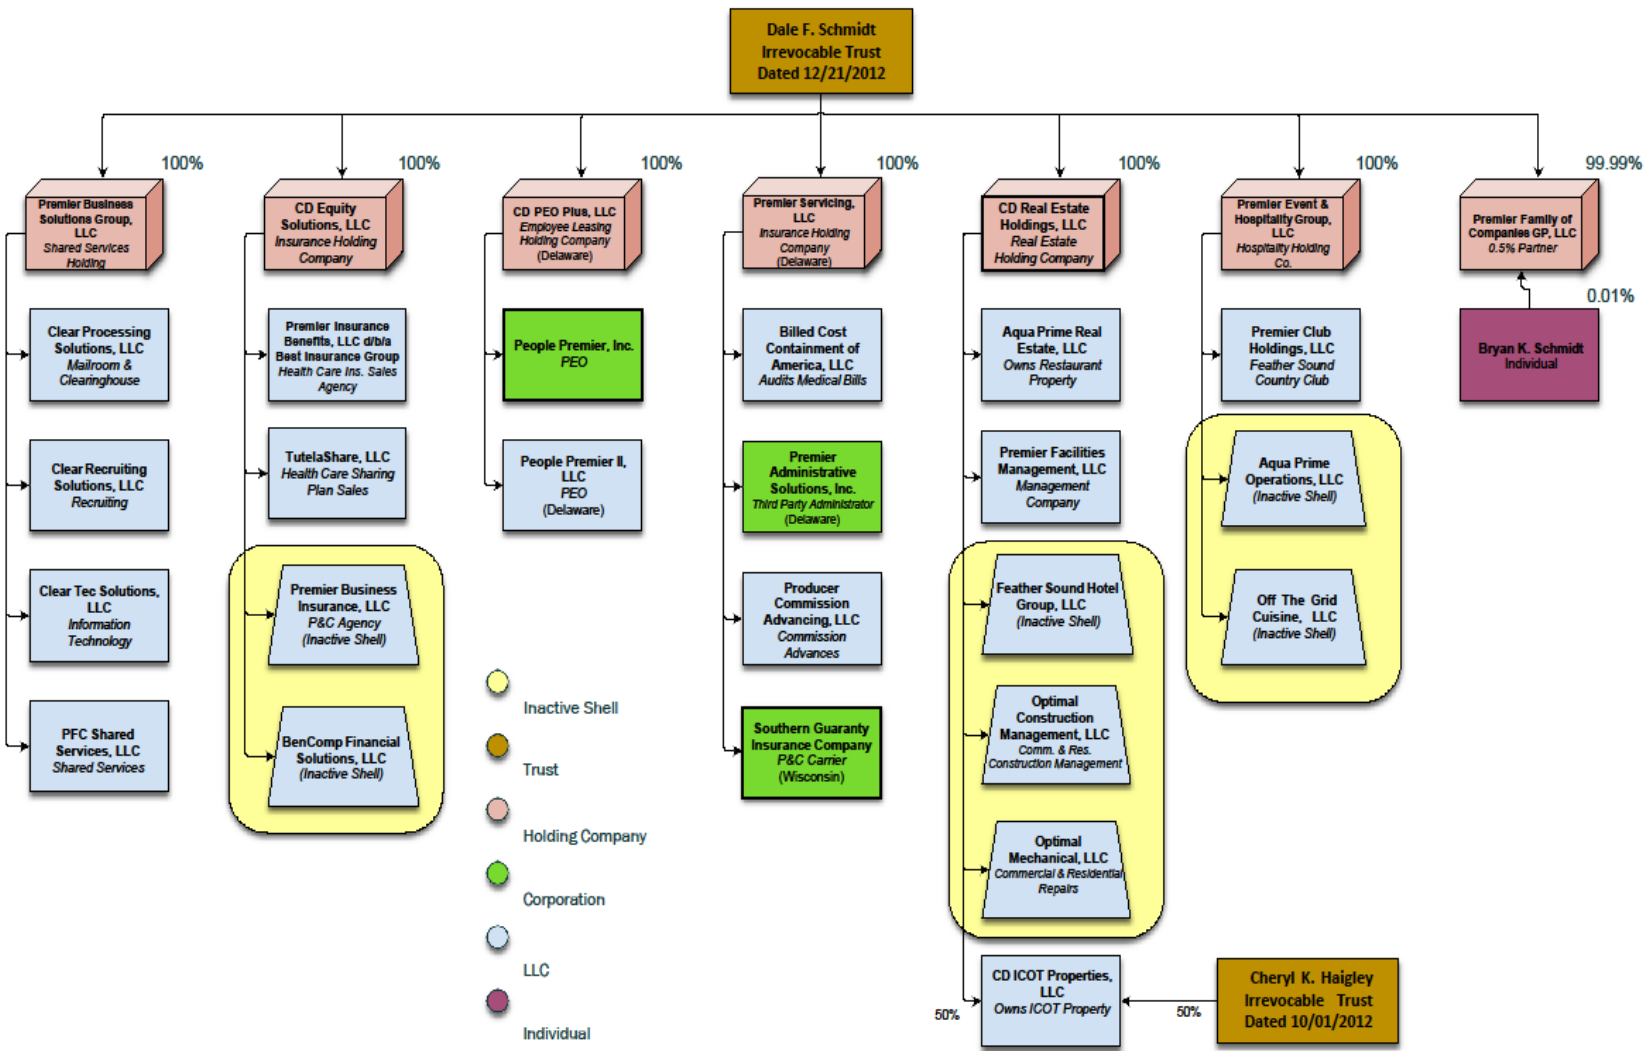 Dale F. Schmidt
Irrevocable Trust
Dated 12/21/2012
100%
100%
100%
100%
100%
100%
99.99%
Premier Business
Solutions Group,
LLC
Shared Services
Holding
CD Equity
Solutions, LLC
Insurance Holding
Company
CD PEO Plus, LLC
Employee Leasing
Holding Company
(Delaware)
Premier Servicing,
LLC
Insurance Holding
Company
(Delaware)
CD Real Estate
Holdings, LLC
Real Estate
Holding Company
Premier Event &
Hospitality Group,
LLC
Hospitality Holding
Co.
Premier Family of
Companies GP, LLC
0.5% Partner
0.01%
Clear Processing
Solutions, LLC
Mailroom &
Clearinghouse
Premier Insurance
Benefits, LLC d/b/a
Best Insurance Group
Health Care Ins. Sales
Agency
People Premier, Inc.
PEO
Billed Cost
Containment of
America, LLC
Audits Medical Bills
Aqua Prime Real
Estate, LLC
Owns Restaurant
Property
Premier Club
Holdings, LLC
Feather Sound
Country Club
Bryan K. Schmidt
Individual
Clear Recruiting
Solutions, LLC
Recruiting
TutelaShare, LLC
Health Care Sharing
Plan Sales
People Premier II,
LLC
PEO
(Delaware)
Premier
Administrative
Solutions, Inc.
Third Party Administrator
(Delaware)
Premier Facilities
Management, LLC
Management
Company
Aqua Prime
Operations, LLC
(Inactive Shell)
Clear Tec Solutions,
LLC
Information
Technology
Premier Business
Insurance, LLC
P&C Agency
(Inactive Shell)
Producer
Commission
Advancing, LLC
Commission
Advances
Feather Sound Hotel
Group, LLC
(Inactive Shell)
Off The Grid
Cuisine, LLC
(Inactive Shell)
PFC Shared
Services, LLC
Shared Services
BenComp Financial
Solutions, LLC
(Inactive Shell)
Southern Guaranty
Insurance Company
P&C Carrier
(Wisconsin)
Optimal
Construction
Management, LLC
Comm. & Res.
Construction Management
Optimal
Mechanical, LLC
Commercial & Residential
Repairs
CD ICOT Properties,
LLC
Owns ICOT Property
50%
50%
Cheryl K. Haigley
Irrevocable Trust
Dated 10/01/2012
Inactive Shell
Trust
Holding Company
Corporation
LLC
Individual